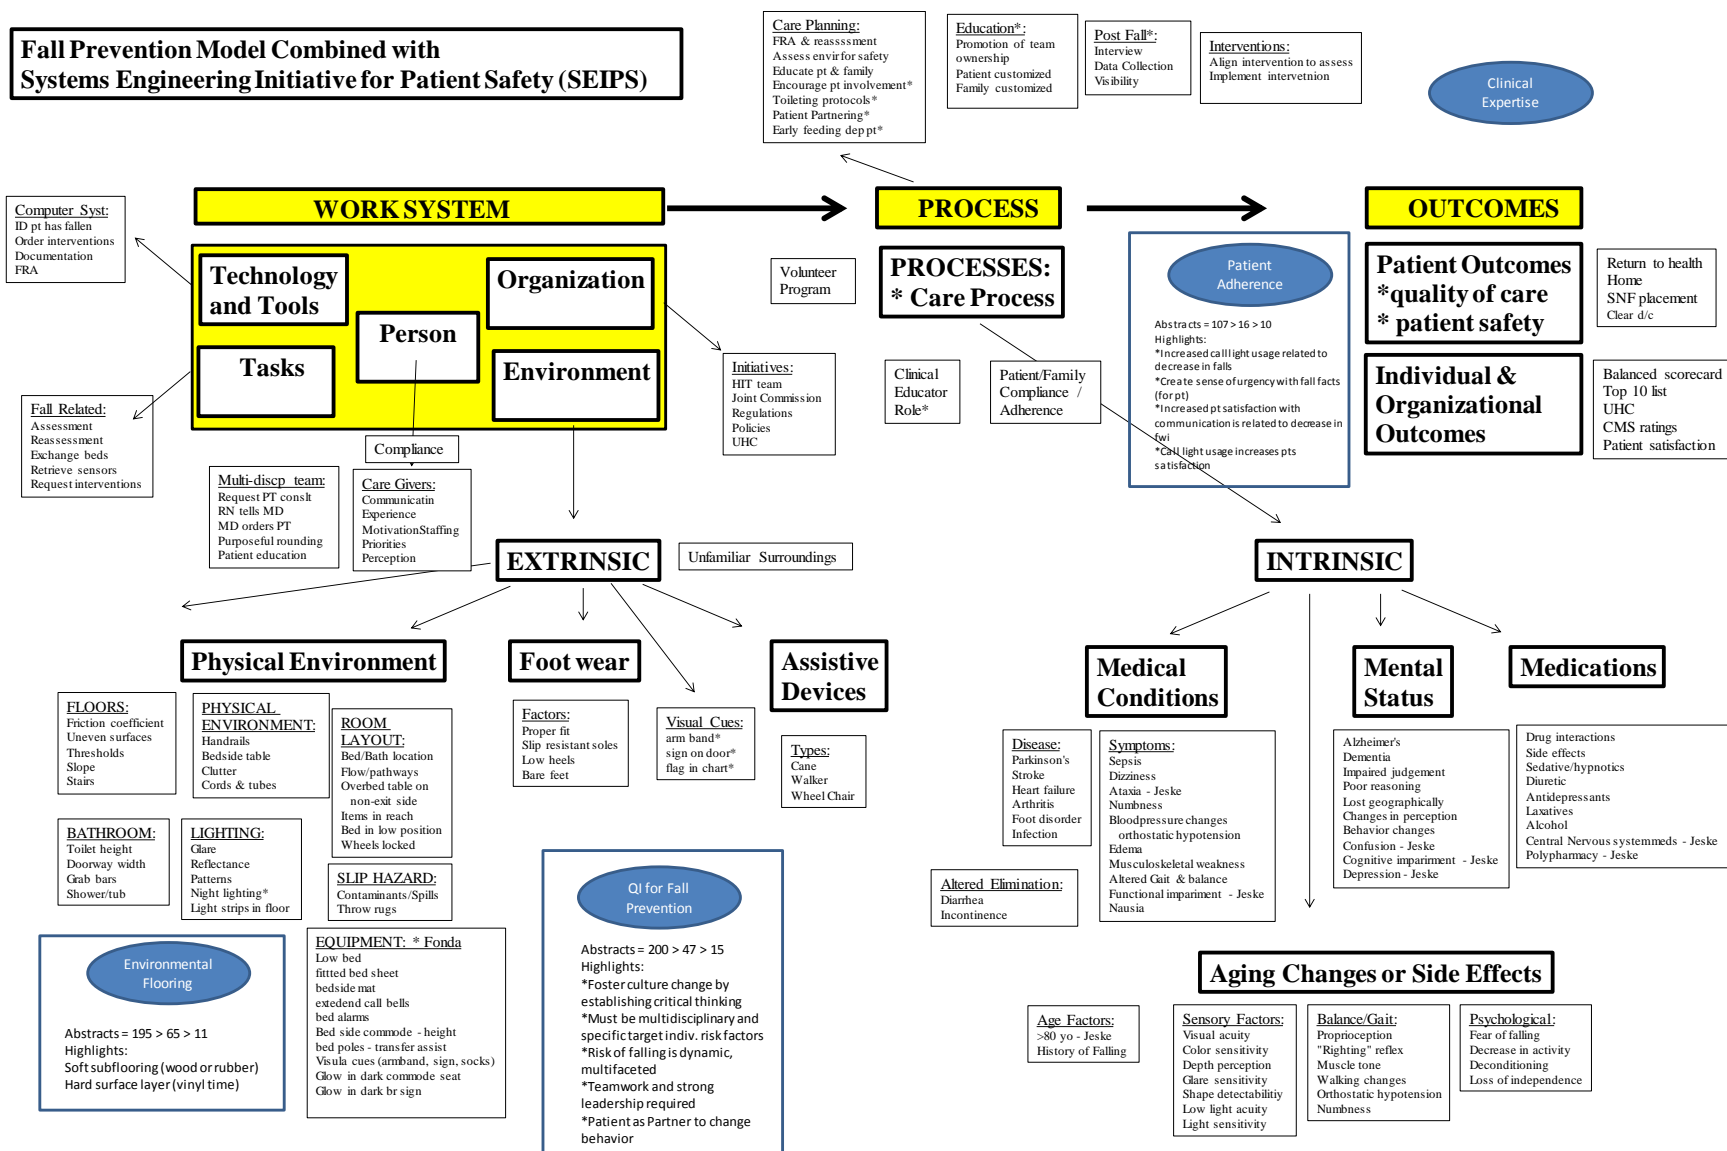 Fall Prevention Model Combined with
Systems Engineering Initiative for Patient Safety (SEIPS)
Care Planning:
FRA & reasssment
Assess envir for safety
Educate pt & family
Encourage pt involvement*
Toileting protocols*
Patient Partnering*
Early feeding dep pt*
Education*:
Promotion of team
ownership
Patient customized
Family customized
Post Fall*:
Interview
Data Collection
Visibility
Interventions:
Align intervention to assess
Implement intervetnion
Clinical
Expertise
WORK SYSTEM
PROCESS
OUTCOMES
Computer Syst:
ID pt has fallen
Order interventions
Documentation
FRA
Technology
and Tools
Organization
Person
Tasks
Environment
Volunteer
Program
PROCESSES:
* Care Process
Patient
Adherence
Abstracts = 107 > 16 > 10
Highlights:
*Increased call light usage related to
decrease in falls
*Create sense of urgency with fall facts
(for pt)
*Increased pt satisfaction with
communication is related to decrease in
fwi
*Call light usage increases pts
satisfaction
Patient Outcomes
*quality of care
* patient safety
Return to health
Home
SNF placement
Clear d/c
Individual &
Organizational
Outcomes
Balanced scorecard
Top 10 list
UHC
CMS ratings
Patient satisfaction
Initiatives:
HIT team
Joint Commission
Regulations
Policies
UHC
Clinical
Educator
Role*
Patient/Family
Compliance /
Adherence
Fall Related:
Assessment
Reassessment
Exchange beds
Retrieve sensors
Request interventions
Compliance
Multi-discp team:
Request PT conslt
RN tells MD
MD orders PT
Purposeful rounding
Patient education
Care Givers:
Communicatin
Experience
MotivationStaffing
Priorities
Perception
EXTRINSIC
Unfamiliar Surroundings
INTRINSIC
Physical Environment
Foot wear
Assistive
Devices
Medical
Conditions
Mental
Status
Medications
FLOORS:
Friction coefficient
Uneven surfaces
Thresholds
Slope
Stairs
PHYSICAL
ENVIRONMENT:
Handrails
Bedside table
Clutter
Cords & tubes
ROOM
LAYOUT:
Bed/Bath location
Flow/pathways
Overbed table on
non-exit side
Items in reach
Bed in low position
Wheels locked
Factors:
Proper fit
Slip resistant soles
Low heels
Bare feet
Visual Cues:
arm band*
sign on door*
flag in chart*
Types:
Cane
Walker
Wheel Chair
Disease:
Parkinson's
Stroke
Heart failure
Arthritis
Foot disorder
Infection
Symptoms:
Sepsis
Dizziness
Ataxia - Jeske
Numbness
Bloodpressure changes
orthostatic hypotension
Edema
Musculoskeletal weakness
Altered Gait & balance
Functional impariment - Jeske
Nausia
Alzheimer's
Dementia
Impaired judgement
Poor reasoning
Lost geographically
Changes in perception
Behavior changes
Confusion - Jeske
Cognitive imparirment - Jeske
Depression - Jeske
Drug interactions
Side effects
Sedative/hypnotics
Diuretic
Antidepressants
Laxatives
Alcohol
Central Nervous systemmeds - Jeske
Polypharmacy - Jeske
BATHROOM:
Toilet height
Doorway width
Grab bars
Shower/tub
LIGHTING:
Glare
Reflectance
Patterns
Night lighting*
Light strips in floor
SLIP HAZARD:
Contaminants/Spills
Throw rugs
Altered Elimination:
Diarrhea
Incontinence
Environmental
Flooring
Abstracts = 195 > 65 > 11
Highlights:
Soft subflooring (wood or rubber)
Hard surface layer (vinyl time)
EQUIPMENT: * Fonda
Low bed
fittted bed sheet
bedside mat
extedend call bells
bed alarms
Bed side commode - height
bed poles - transfer assist
Visula cues (armband, sign, socks)
Glow in dark commode seat
Glow in dark br sign
QI for Fall
Prevention
Abstracts = 200 > 47 > 15
Highlights:
*Foster culture change by
establishing critical thinking
*Must be multidisciplinary and
specific target indiv. risk factors
*Risk of falling is dynamic,
multifaceted
*Teamwork and strong
leadership required
*Patient as Partner to change
behavior
Aging Changes or Side Effects
Age Factors:
>80 yo - Jeske
History of Falling
Sensory Factors:
Visual acuity
Color sensitivity
Depth perception
Glare sensitivity
Shape detectabilitiy
Low light acuity
Light sensitivity
Balance/Gait:
Proprioception
"Righting" reflex
Muscle tone
Walking changes
Orthostatic hypotension
Numbness
Psychological:
Fear of falling
Decrease in activity
Deconditioning
Loss of independence